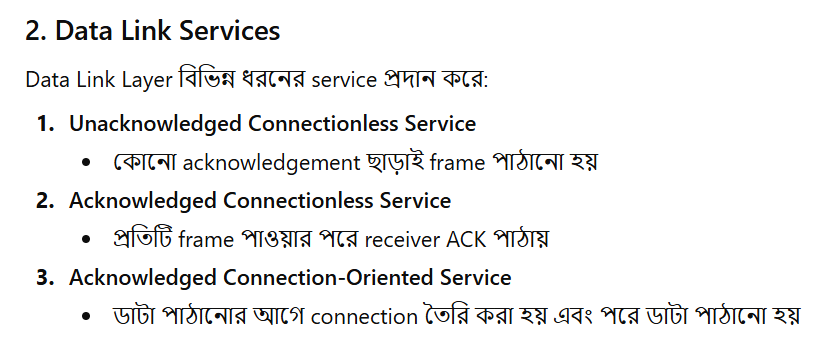 2. Data Link Services
Data Link Layer বিভিন্ন ধরনের service প্রদান করে:
1. Unacknowledged Connectionless Service
• কোনো acknowledgement ছাড়াই frame পাঠানো হয়
2. Acknowledged Connectionless Service
• প্রতিটি frame পাওয়ার পরে receiver ACK পাঠায়
3. Acknowledged Connection-Oriented Service
• ডাটা পাঠানোর আগে connection তৈরি করা হয় এবং পরে ডাটা পাঠানো হয়